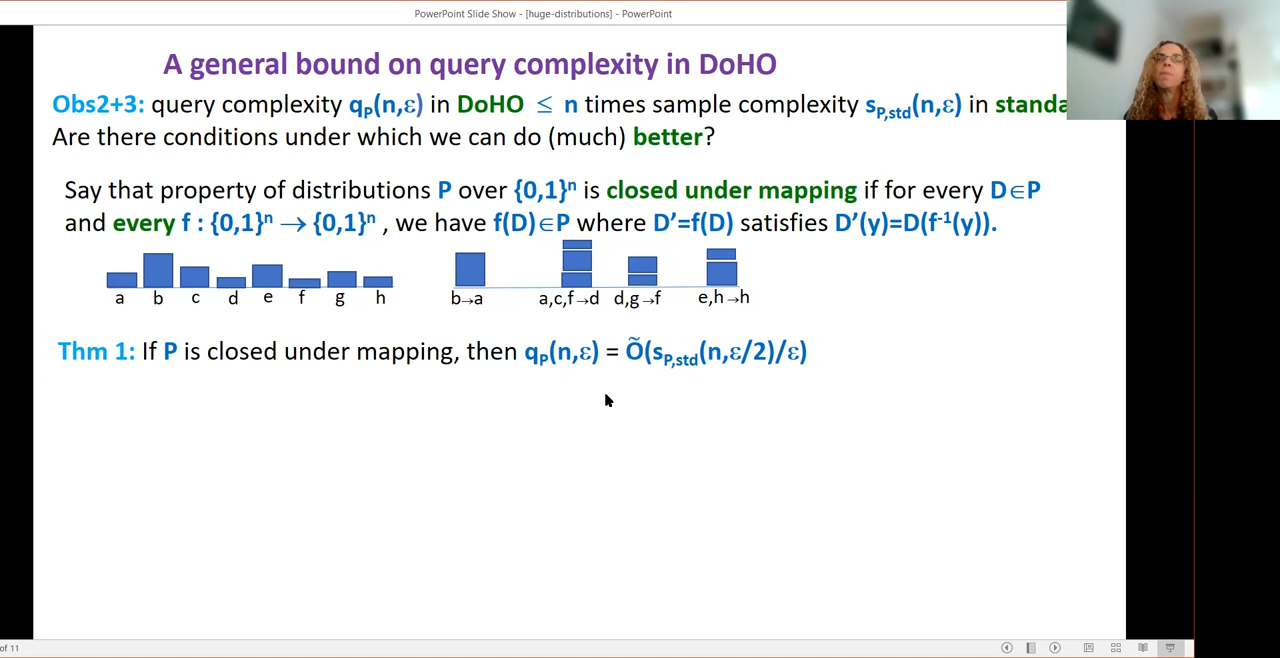 PowerPoint Slide Show - [huge-distributions] - PowerPoint
A general bound on query complexity in DoHO
Obs2+3: query complexity qP(n,ε) in DoHO ≤ n times sample complexity sP,std(n,ε) in standa
Are there conditions under which we can do (much) better?
Say that property of distributions P over {0,1}ⁿ is closed under mapping if for every D∈P
and every f : {0,1}ⁿ → {0,1}ⁿ , we have f(D)∈P where D’=f(D) satisfies D’(y)=D(f⁻¹(y)).
a b c d e f g h b→a a,c,f→d d,g→f e,h→h
Thm 1: If P is closed under mapping, then qP(n,ε) = Õ(sP,std(n,ε/2)/ε)
of 11